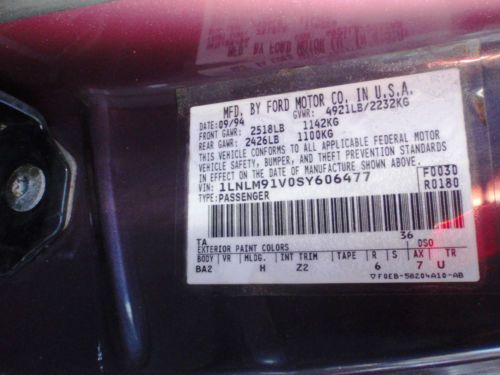 MFD. BY FORD MOTOR CO. IN U.S.A.
DATE: 09/94 GVWR: 4921LB/2232KG
FRONT GAWR: 2518LB 1142KG
REAR GAWR: 2426LB 1100KG
THIS VEHICLE CONFORMS TO ALL APPLICABLE FEDERAL MOTOR
VEHICLE SAFETY, BUMPER, AND THEFT PREVENTION STANDARDS
IN EFFECT ON THE DATE OF MANUFACTURE SHOWN ABOVE.
VIN: 1LNLM91V0SY606477 F0030
TYPE: PASSENGER R0180
TA 36
EXTERIOR PAINT COLORS DSO
BODY VR MLDG. INT TRIM TAPE R S AX TR
BA2 H Z2 6 7 U
▽F0EB-58204A10-AB